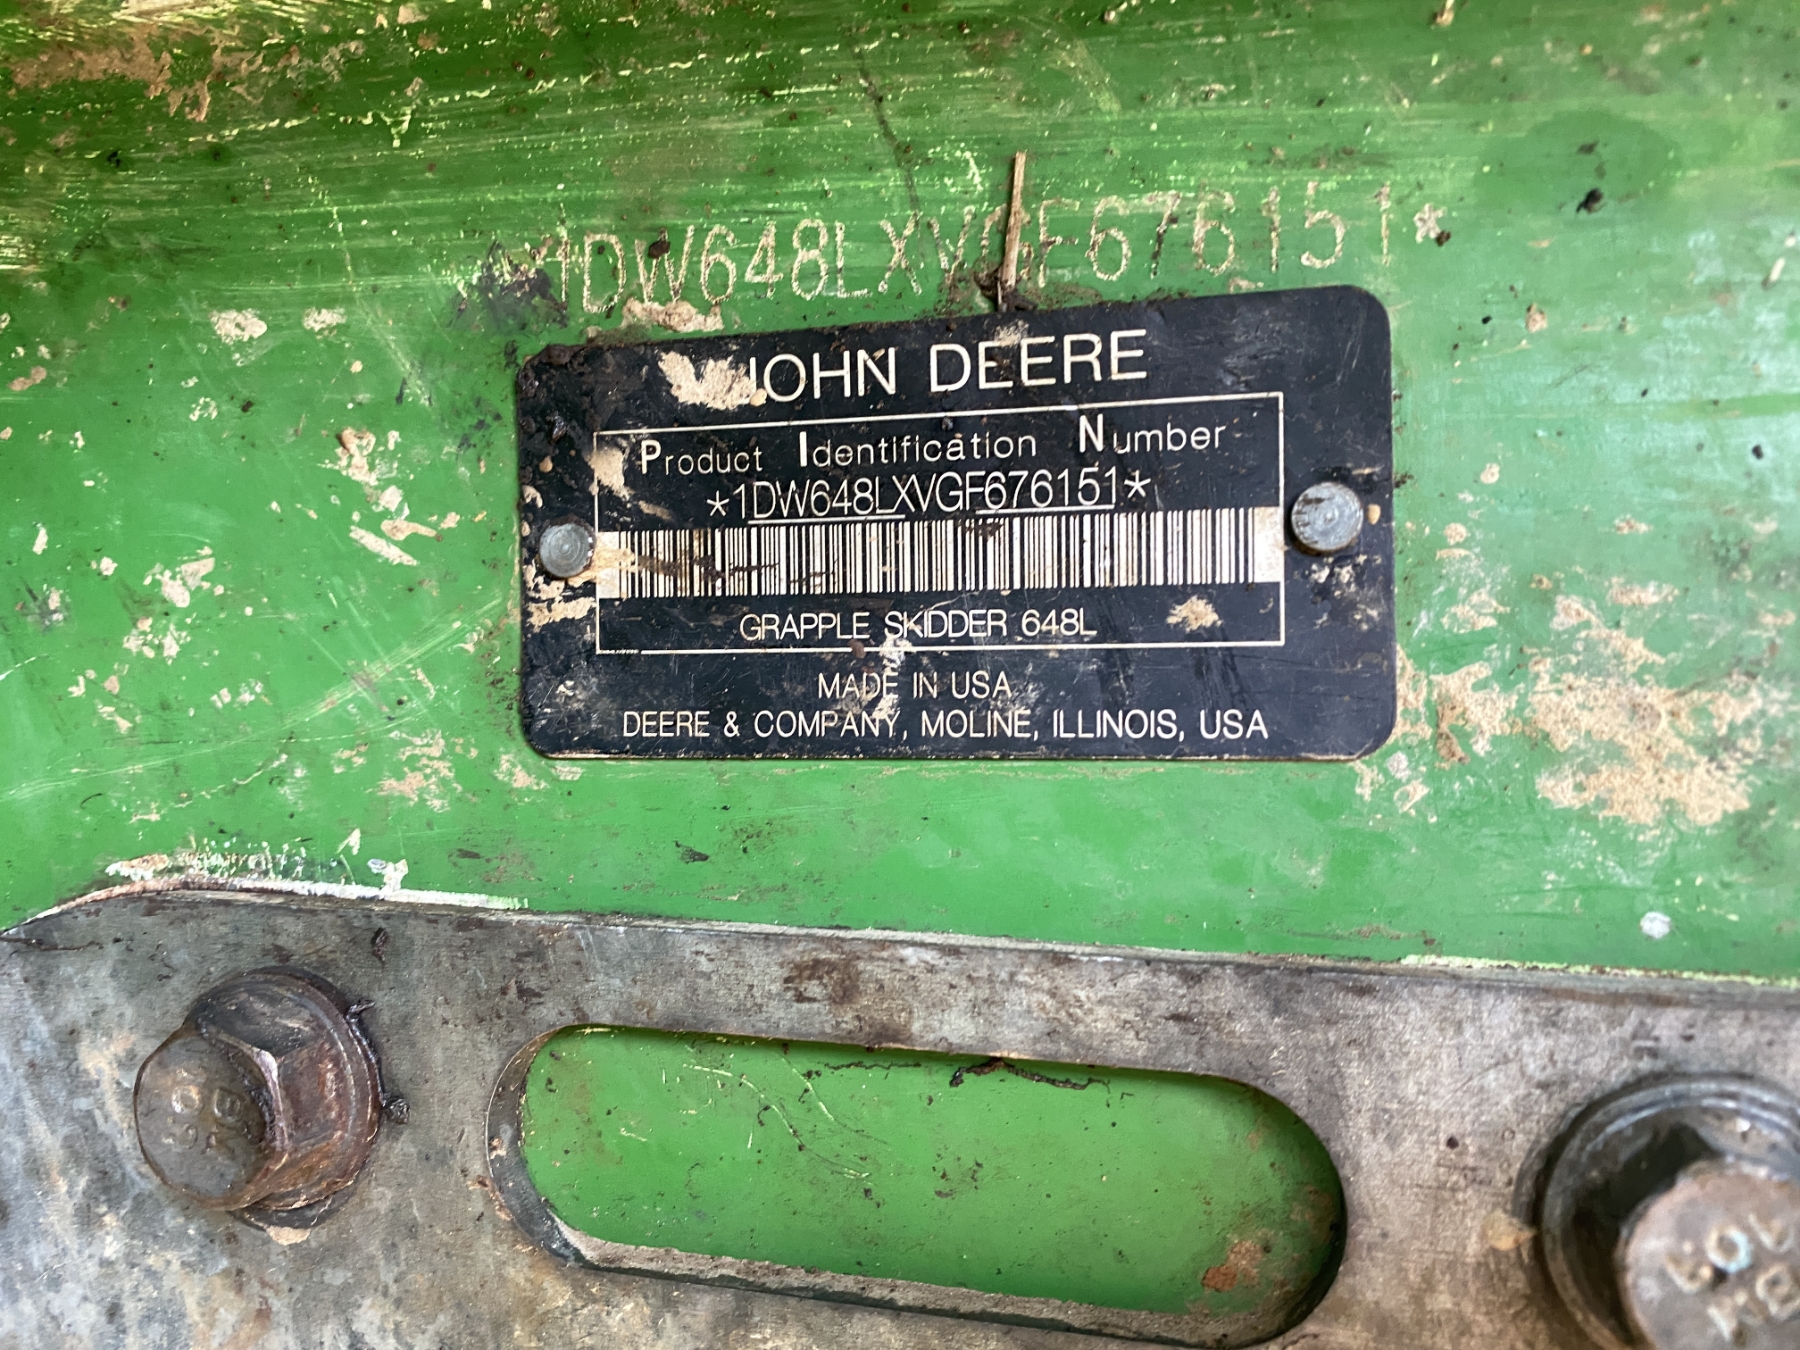 *1DW648LXVGF676151*
JOHN DEERE
Product Identification Number
*1DW648LXVGF676151*
GRAPPLE SKIDDER 648L
MADE IN USA
DEERE & COMPANY, MOLINE, ILLINOIS, USA